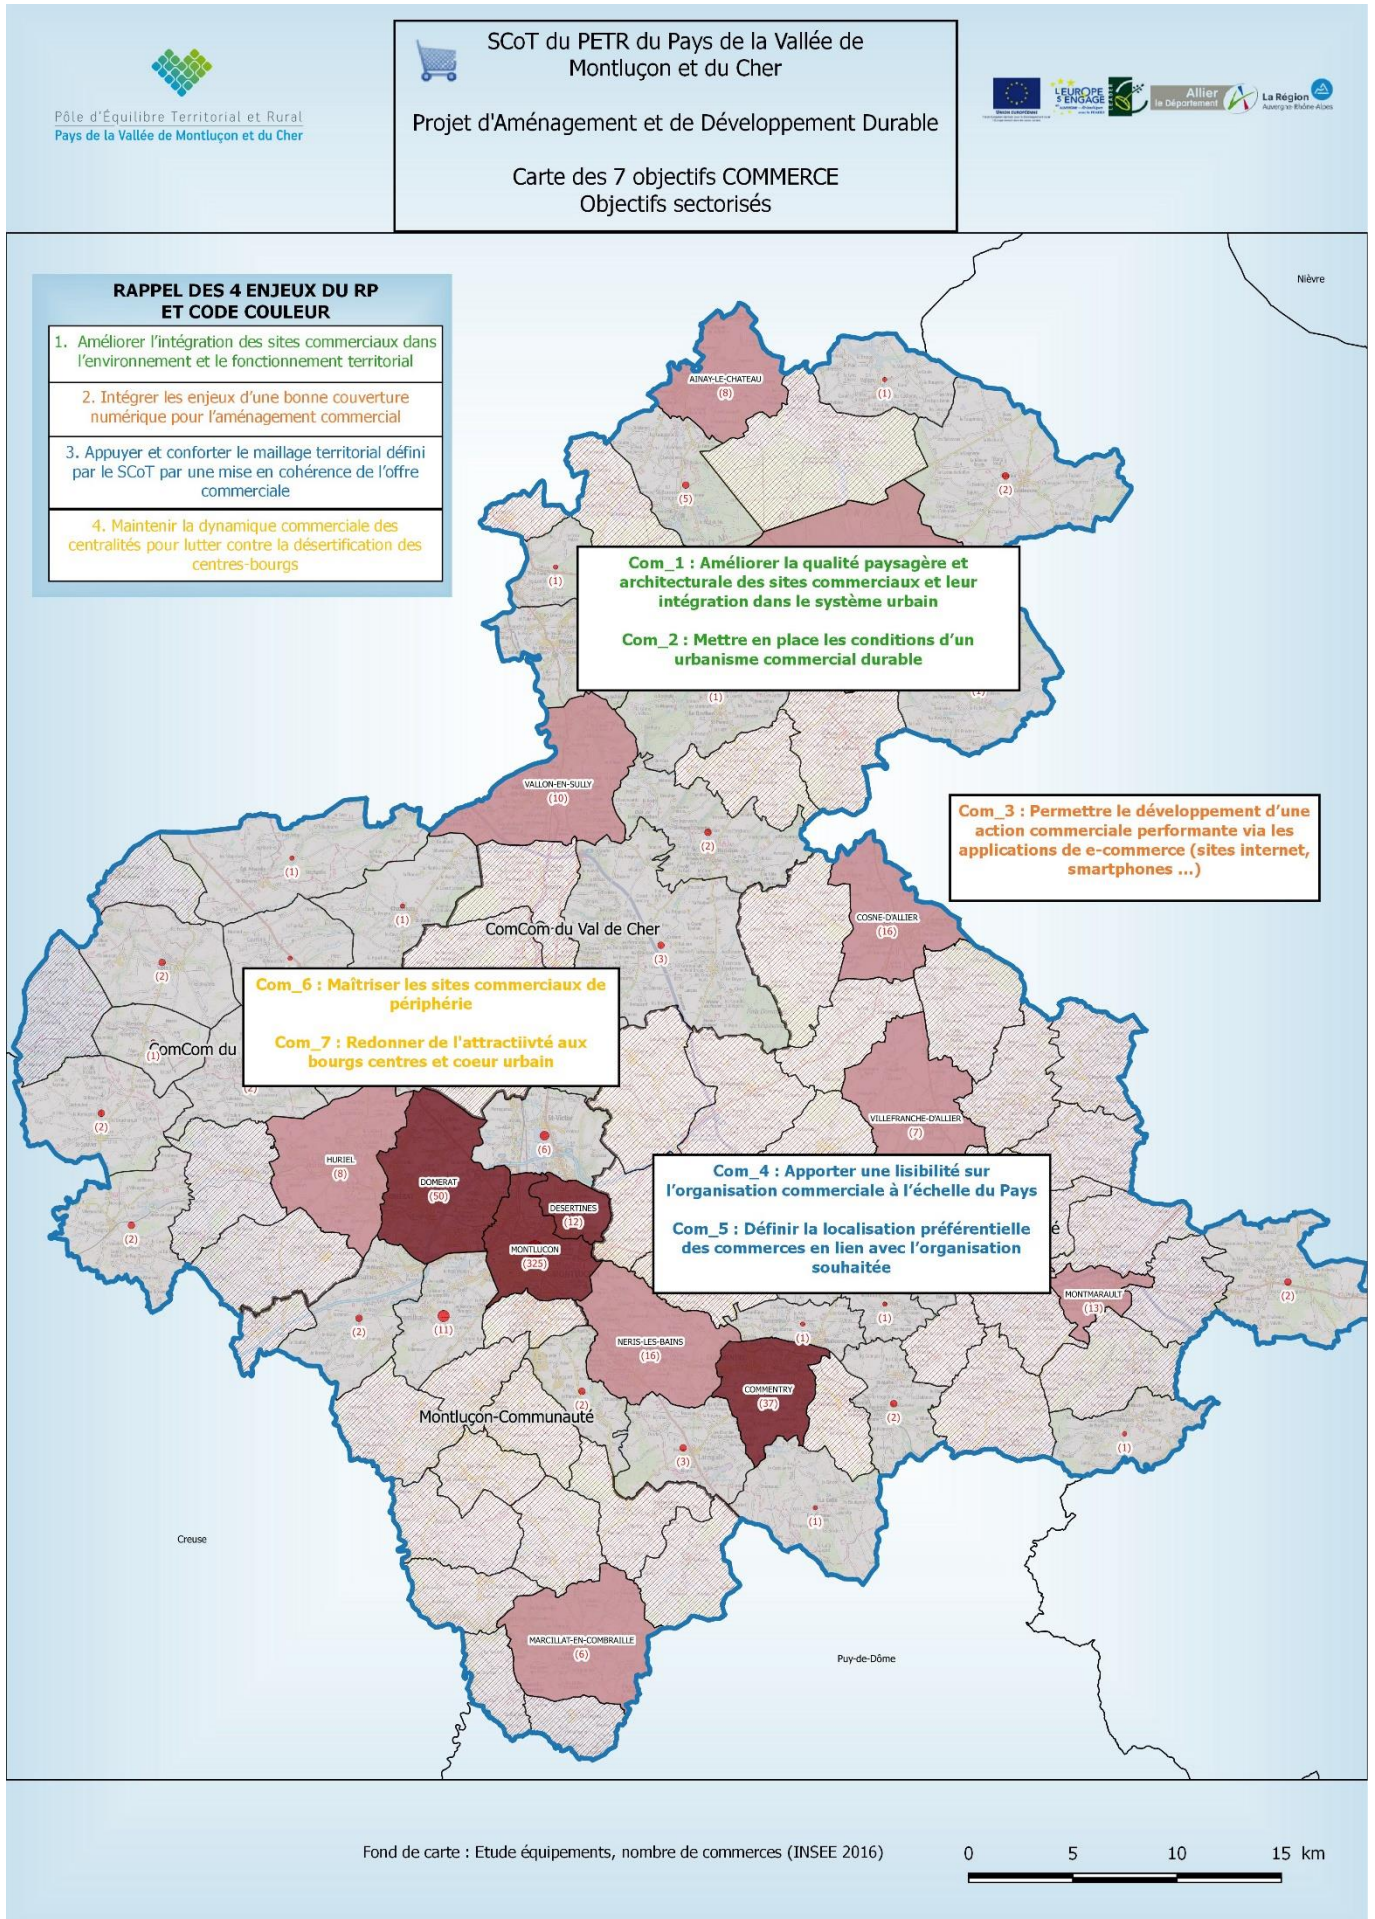 Pôle d'Équilibre Territorial et Rural
Pays de la Vallée de Montluçon et du Cher
SCoT du PETR du Pays de la Vallée de
Montluçon et du Cher
Projet d'Aménagement et de Développement Durable
Carte des 7 objectifs COMMERCE
Objectifs sectorisés
UNION EUROPEENNE
L'EUROPE
S'ENGAGE
Allier
le Département
La Région
Auvergne-Rhône-Alpes
RAPPEL DES 4 ENJEUX DU RP
ET CODE COULEUR
1. Améliorer l'intégration des sites commerciaux dans
l'environnement et le fonctionnement territorial
2. Intégrer les enjeux d'une bonne couverture
numérique pour l'aménagement commercial
3. Appuyer et conforter le maillage territorial défini
par le SCoT par une mise en cohérence de l'offre
commerciale
4. Maintenir la dynamique commerciale des
centralités pour lutter contre la désertification des
centres-bourgs
Nièvre
AINAY-LE-CHATEAU
(8)
(1)
(5)
(2)
(1)
Com_1 : Améliorer la qualité paysagère et
architecturale des sites commerciaux et leur
intégration dans le système urbain
Com_2 : Mettre en place les conditions d'un
urbanisme commercial durable
(1)
(1)
VALLON-EN-SULLY
(10)
Com_3 : Permettre le développement d'une
action commerciale performante via les
applications de e-commerce (sites internet,
smartphones ...)
(2)
(1)
(1)
COSNE-D'ALLIER
(16)
ComCom du Val de Cher
(3)
(2)
Com_6 : Maîtriser les sites commerciaux de
périphérie
Com_7 : Redonner de l'attractiivté aux
bourgs centres et coeur urbain
ComCom du
(1)
(2)
(2)
VILLEFRANCHE-D'ALLIER
(7)
HURIEL
(8)
DOMERAT
(50)
(6)
DESERTINES
(12)
MONTLUCON
(325)
(2)
Com_4 : Apporter une lisibilité sur
l'organisation commerciale à l'échelle du Pays
Com_5 : Définir la localisation préférentielle
des commerces en lien avec l'organisation
souhaitée
é
MONTMARAULT
(13)
(2)
(2)
(11)
(1)
(1)
NERIS-LES-BAINS
(16)
COMMENTRY
(37)
(2)
(2)
Montluçon-Communauté
(3)
(1)
(1)
Creuse
MARCILLAT-EN-COMBRAILLE
(6)
Puy-de-Dôme
Fond de carte : Etude équipements, nombre de commerces (INSEE 2016)
0 5 10 15 km